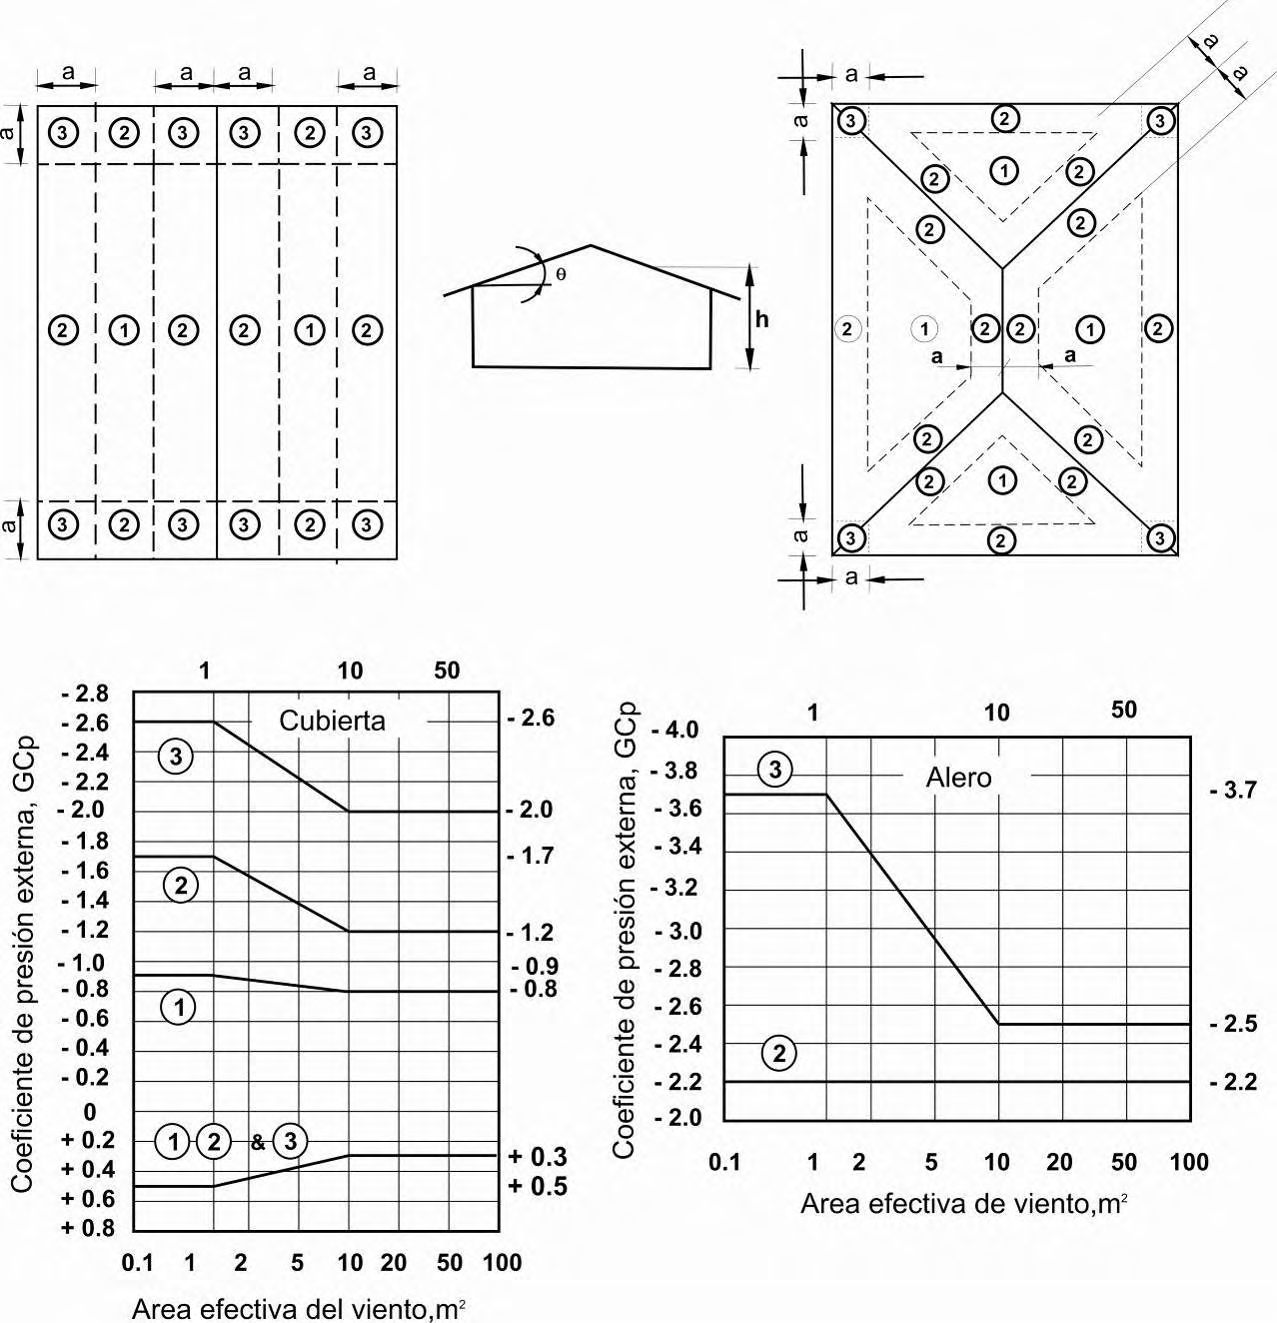 a a a a
a
3 2 3 3 2 3
2 1 2 2 1 2
a
3 2 3 3 2 3
θ
h
a
a
a a
3 2 3
2 1 2
2 2
2 1 2 2 1 2
a a
2 2
2 1 2
3 2 3
a
a
1 10 50
Cubierta
Coeficiente de presión externa, GCp
- 2.8
- 2.6
- 2.4
- 2.2
- 2.0
- 1.8
- 1.6
- 1.4
- 1.2
- 1.0
- 0.8
- 0.6
- 0.4
- 0.2
0
+ 0.2
+ 0.4
+ 0.6
+ 0.8
3
2
1
1 2 & 3
- 2.6
- 2.0
- 1.7
- 1.2
- 0.9
- 0.8
+ 0.3
+ 0.5
0.1 1 2 5 10 20 50 100
Area efectiva del viento,m²
1 10 50
Alero
Coeficiente de presión externa, GCp
- 4.0
- 3.8
- 3.6
- 3.4
- 3.2
- 3.0
- 2.8
- 2.6
- 2.4
- 2.2
- 2.0
3
2
- 3.7
- 2.5
- 2.2
0.1 1 2 5 10 20 50 100
Area efectiva de viento,m²